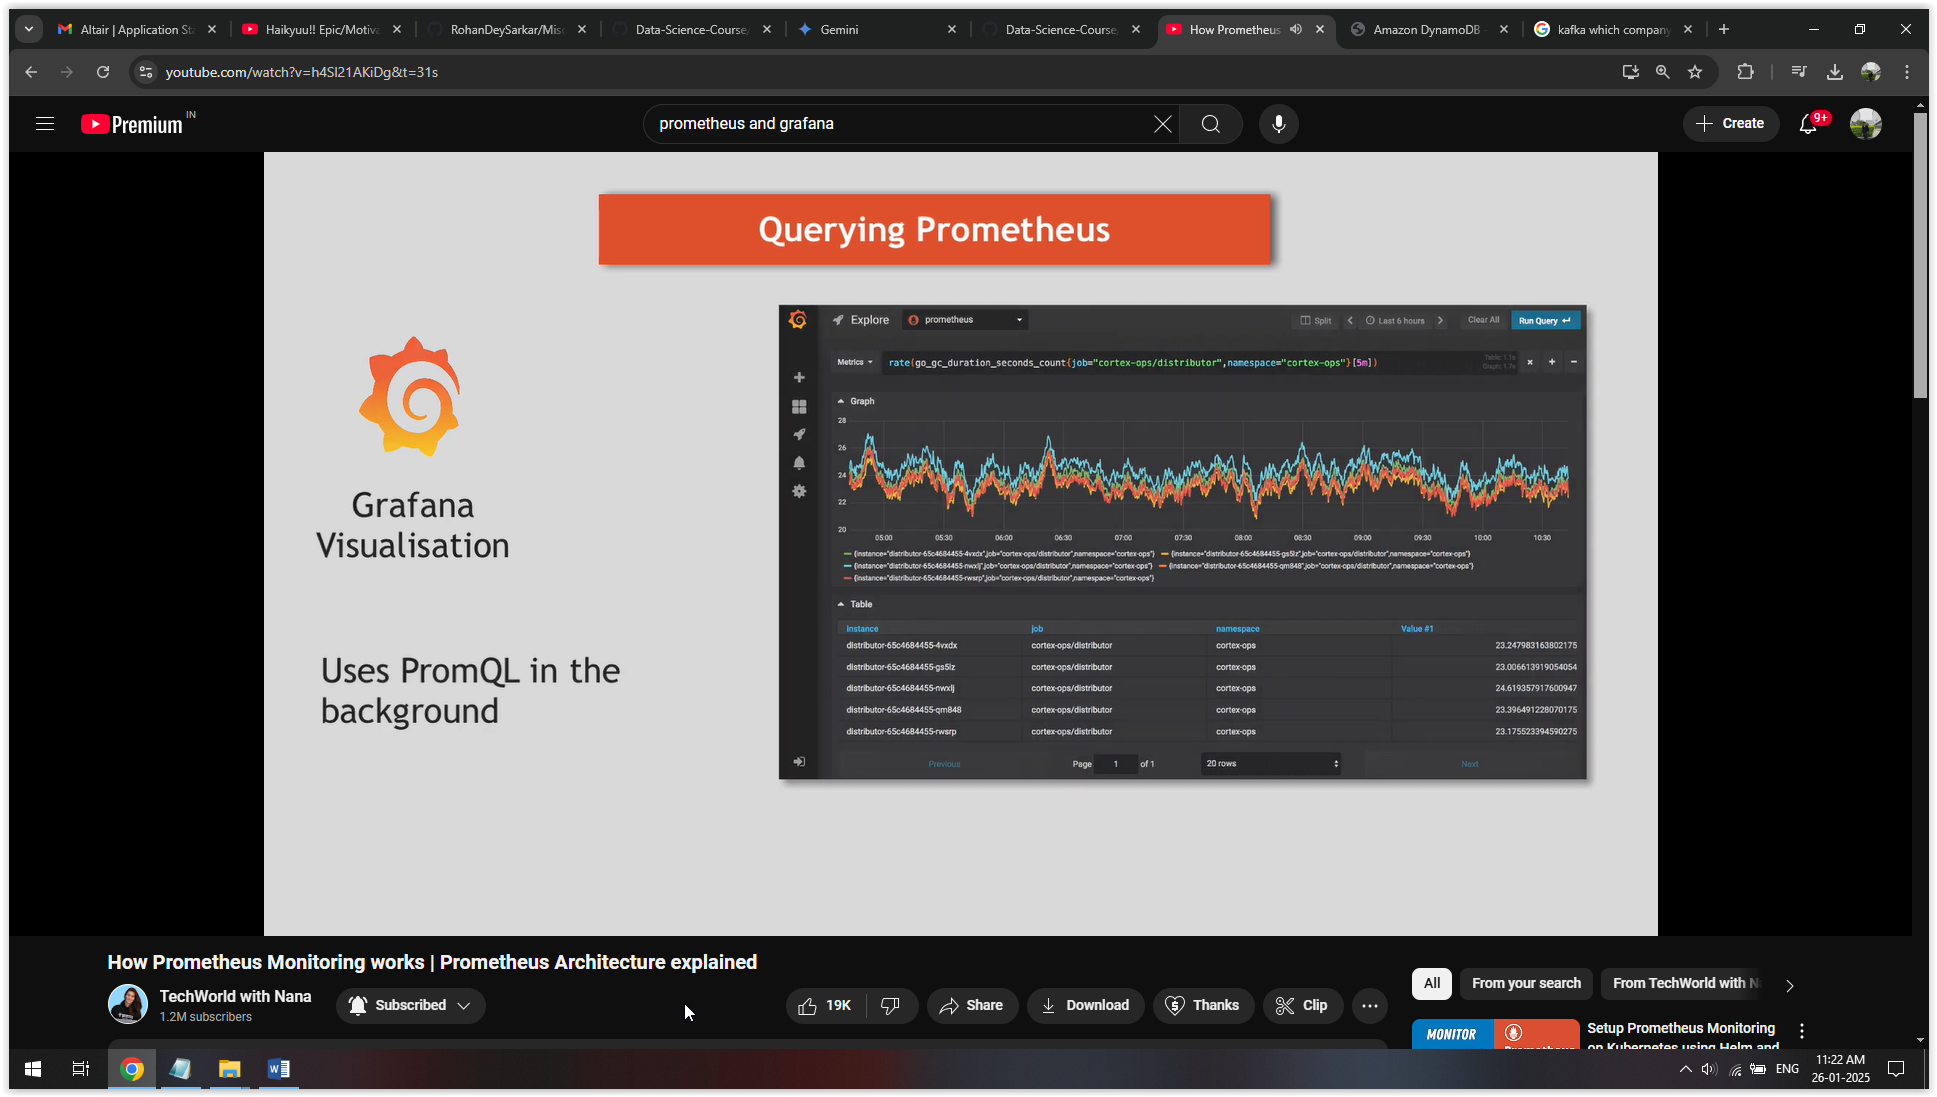 Altair | Application Sta
Haikyuu!! Epic/Motiva
RohanDeySarkar/Misc
Data-Science-Course/
Gemini
Data-Science-Course/
How Prometheus
Amazon DynamoDB
kafka which company
youtube.com/watch?v=h4Sl21AKiDg&t=31s
Premium IN
prometheus and grafana
Create
9+
Querying Prometheus
Grafana
Visualisation
Uses PromQL in the
background
Explore
prometheus
Split
Last 6 hours
Clear All
Run Query
Metrics
rate(go_gc_duration_seconds_count{job="cortex-ops/distributor",namespace="cortex-ops"}[5m])
Graph
28
26
24
22
20
05:00 05:30 06:00 06:30 07:00 07:30 08:00 08:30 09:00 09:30 10:00 10:30
{instance="distributor-65c4684455-4vxdx",job="cortex-ops/distributor",namespace="cortex-ops"} {instance="distributor-65c4684455-gs5lz",job="cortex-ops/distributor",namespace="cortex-ops"}
{instance="distributor-65c4684455-nwxlj",job="cortex-ops/distributor",namespace="cortex-ops"} {instance="distributor-65c4684455-qm848",job="cortex-ops/distributor",namespace="cortex-ops"}
{instance="distributor-65c4684455-rwsrp",job="cortex-ops/distributor",namespace="cortex-ops"}
Table
instance job namespace Value #1
distributor-65c4684455-4vxdx cortex-ops/distributor cortex-ops 23.247983163802175
distributor-65c4684455-gs5lz cortex-ops/distributor cortex-ops 23.006613919054054
distributor-65c4684455-nwxlj cortex-ops/distributor cortex-ops 24.619357917600947
distributor-65c4684455-qm848 cortex-ops/distributor cortex-ops 23.396491228070175
distributor-65c4684455-rwsrp cortex-ops/distributor cortex-ops 23.175523394590275
Previous
Page 1 of 1
20 rows
Next
How Prometheus Monitoring works | Prometheus Architecture explained
TechWorld with Nana
1.2M subscribers
Subscribed
19K
Share
Download
Thanks
Clip
All
From your search
From TechWorld with N
MONITOR
Setup Prometheus Monitoring
on Kubernetes using Helm and
ENG
11:22 AM
26-01-2025